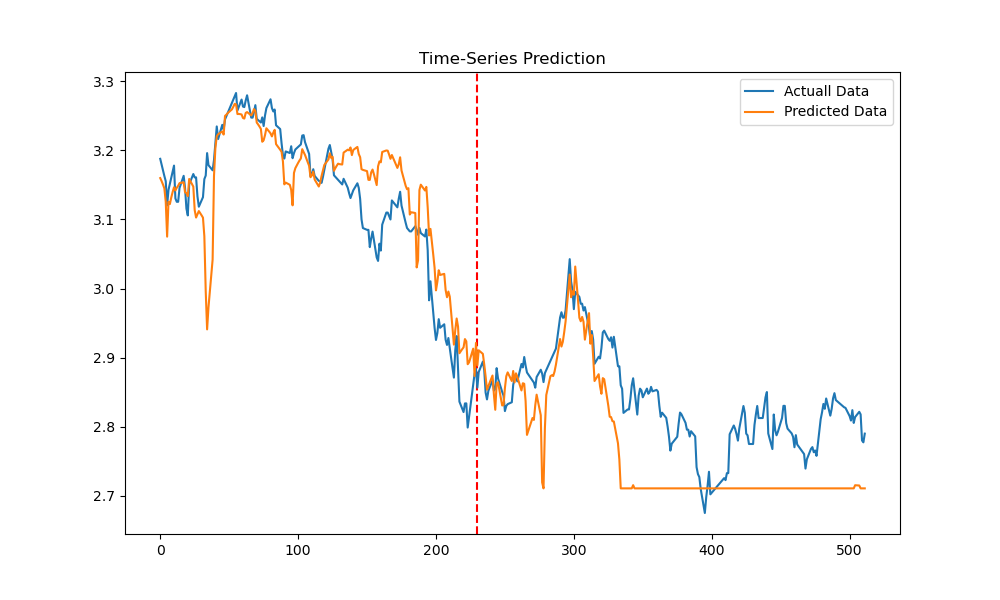 Time-Series Prediction
Actuall Data
Predicted Data
3.3
3.2
3.1
3.0
2.9
2.8
2.7
0 100 200 300 400 500